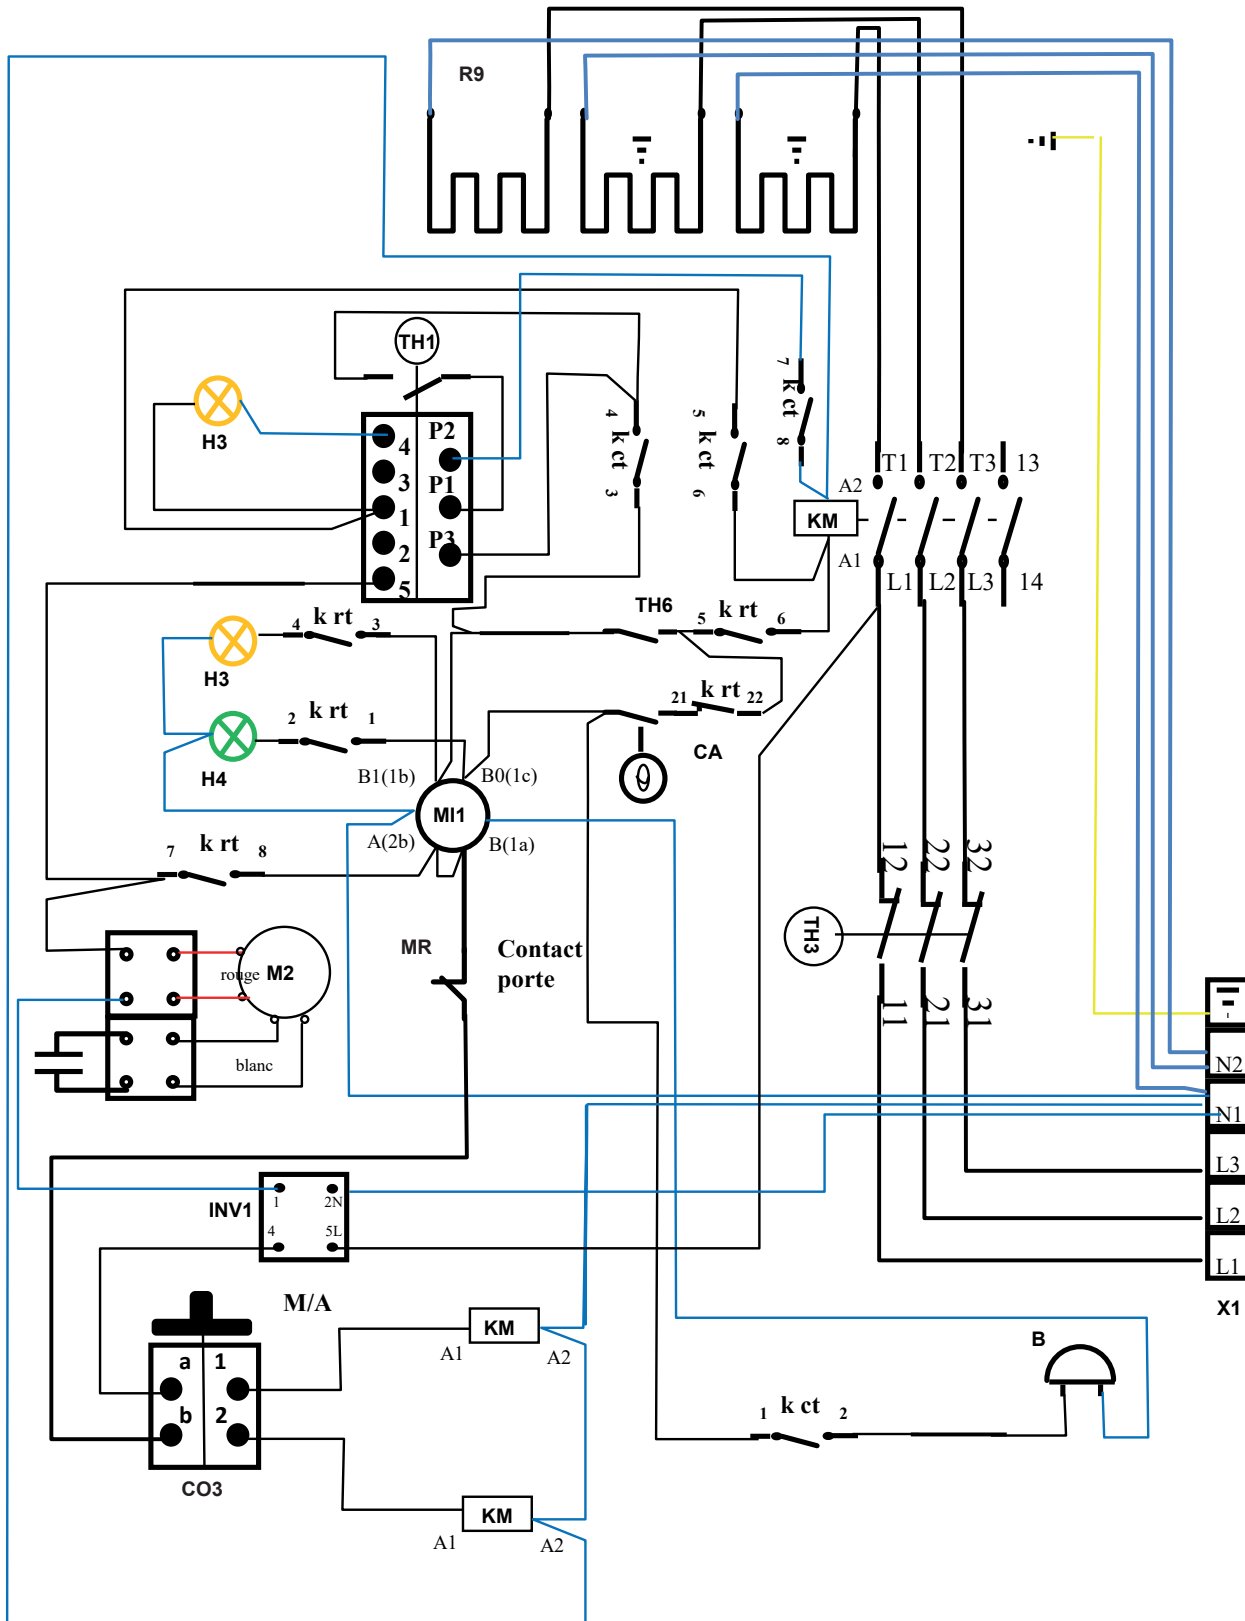 R9
TH1
H3
4
P2
3
P1
1
2
P3
5
4
k ct
3
5
k ct
6
7
k ct
8
T1
T2
T3
13
A2
KM
A1
L1
L2
L3
14
4
k rt
3
H3
TH6
5
k rt
6
2
k rt
1
H4
21
k rt
22
CA
B1(1b)
B0(1c)
MI1
A(2b)
B(1a)
7
k rt
8
12
22
32
TH3
11
21
31
MR
Contact
porte
rouge
M2
blanc
N2
N1
L3
L2
L1
X1
INV1
1
2N
4
5L
M/A
a
1
b
2
CO3
KM
A1
A2
B
1
k ct
2
KM
A1
A2